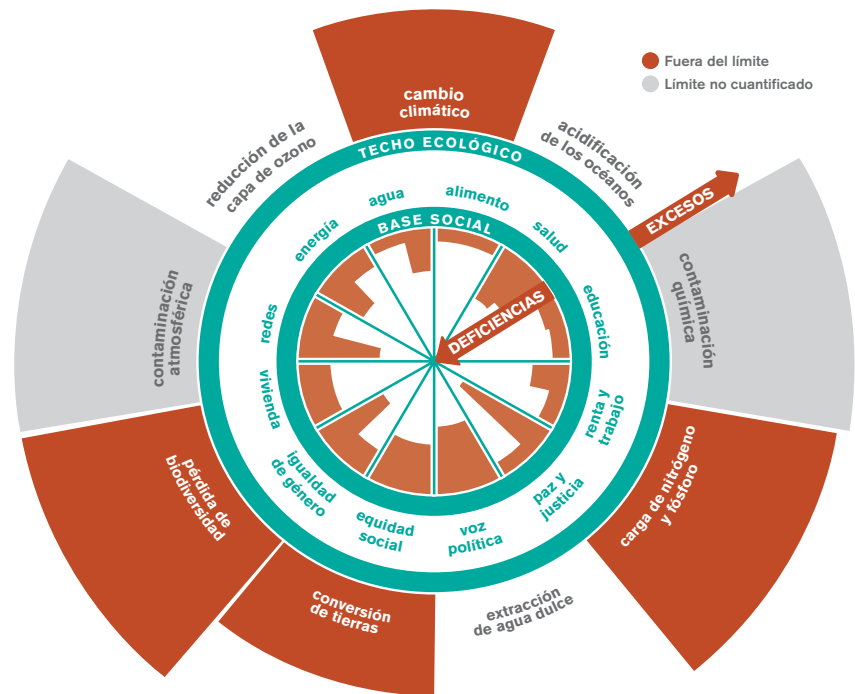 Fuera del límite
Límite no cuantificado
cambio
climático
reducción de la
capa de ozono
acidificación
de los océanos
TECHO ECOLÓGICO
EXCESOS
contaminación
atmosférica
contaminación
química
agua
alimento
energía
salud
BASE SOCIAL
redes
educación
DEFICIENCIAS
vivienda
renta y
trabajo
igualdad
de género
paz y
justicia
equidad
social
voz
política
pérdida de
biodiversidad
carga de nitrógeno
y fósforo
conversión
de tierras
extracción
de agua dulce